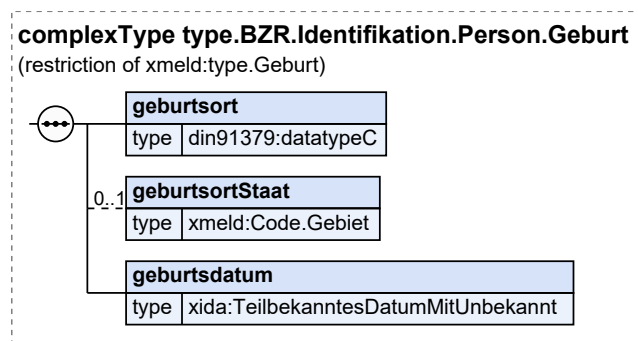 complexType type.BZR.Identifikation.Person.Geburt
(restriction of xmeld:type.Geburt)
geburtsort
type din91379:datatypeC
0..1 geburtsortStaat
type xmeld:Code.Gebiet
geburtsdatum
type xida:TeilbekanntesDatumMitUnbekannt